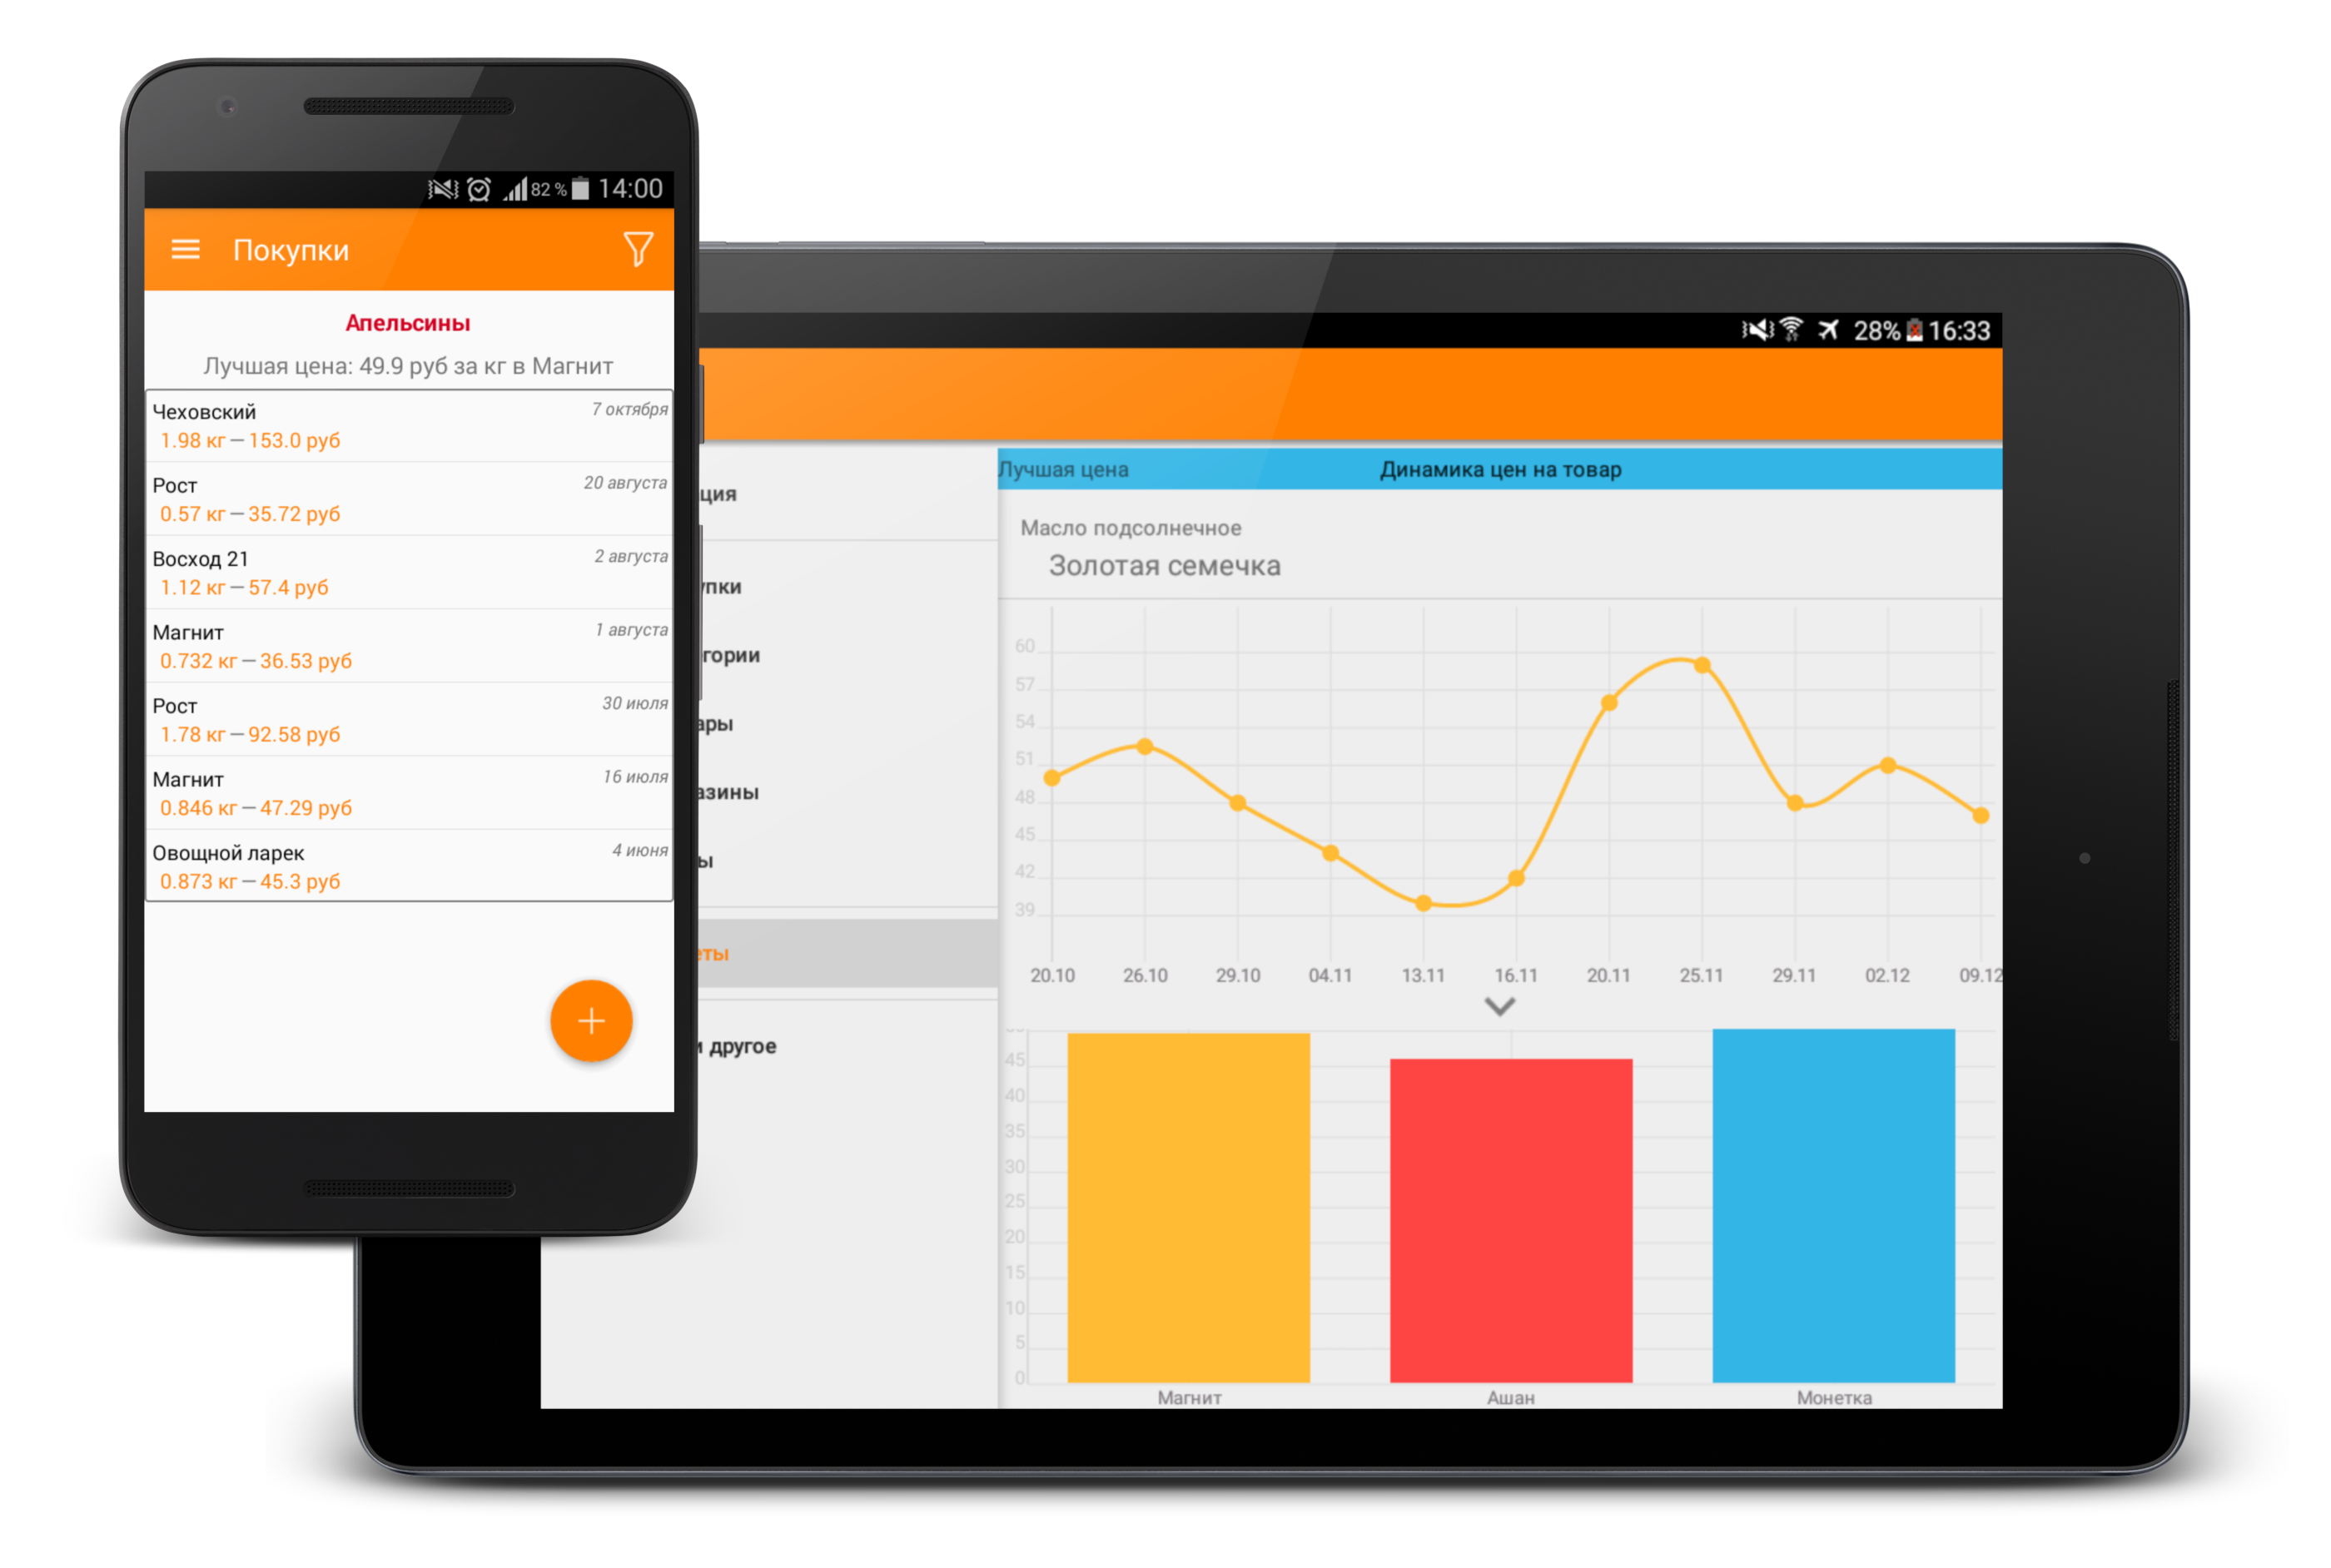 82 % 14:00
Покупки
Апельсины
Лучшая цена: 49.9 руб за кг в Магнит
Чеховский 7 октября
1.98 кг — 153.0 руб
Рост 20 августа
0.57 кг — 35.72 руб
Восход 21 2 августа
1.12 кг — 57.4 руб
Магнит 1 августа
0.732 кг — 36.53 руб
Рост 30 июля
1.78 кг — 92.58 руб
Магнит 16 июля
0.846 кг — 47.29 руб
Овощной ларек 4 июня
0.873 кг — 45.3 руб
+
28% 16:33
ция
пки
гории
ары
азины
ы
еты
и другое
Лучшая цена Динамика цен на товар
Масло подсолнечное
Золотая семечка
60
57
54
51
48
45
42
39
20.10 26.10 29.10 04.11 13.11 16.11 20.11 25.11 29.11 02.12 09.12
45
40
35
30
25
20
15
10
5
0
Магнит Ашан Монетка